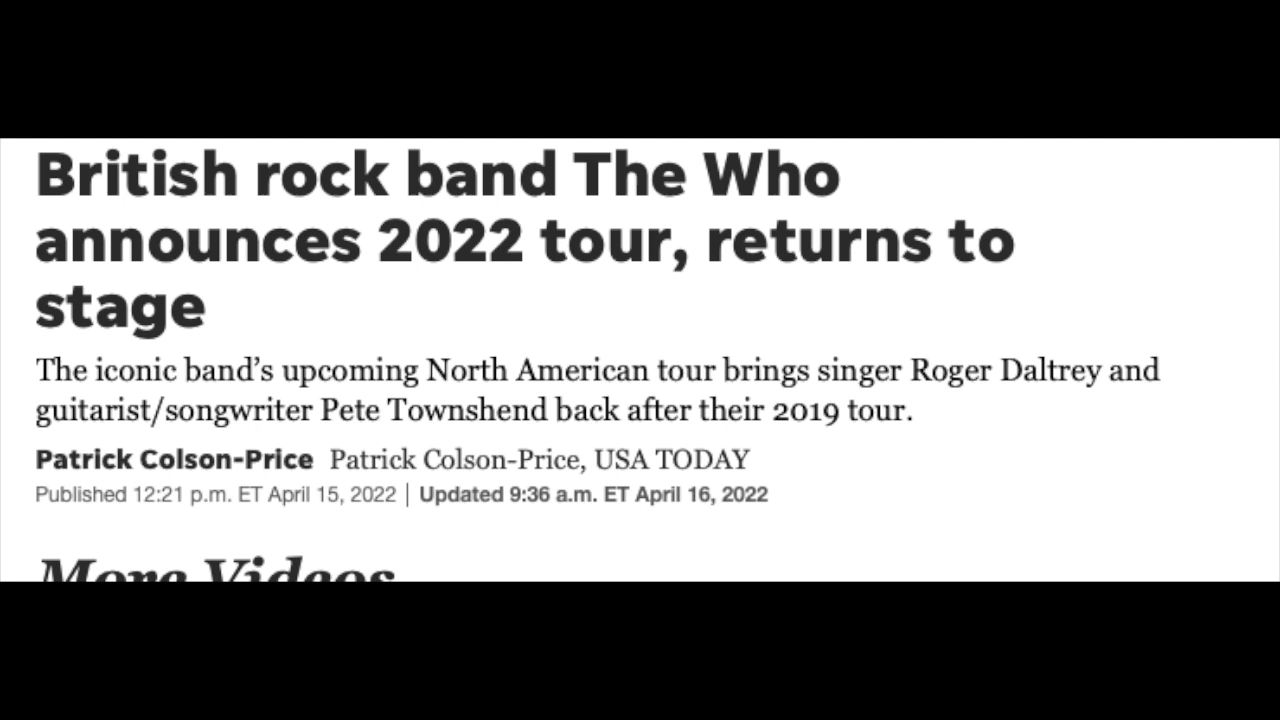 British rock band The Who
announces 2022 tour, returns to
stage
The iconic band’s upcoming North American tour brings singer Roger Daltrey and
guitarist/songwriter Pete Townshend back after their 2019 tour.
Patrick Colson-Price Patrick Colson-Price, USA TODAY
Published 12:21 p.m. ET April 15, 2022 | Updated 9:36 a.m. ET April 16, 2022
More Videos